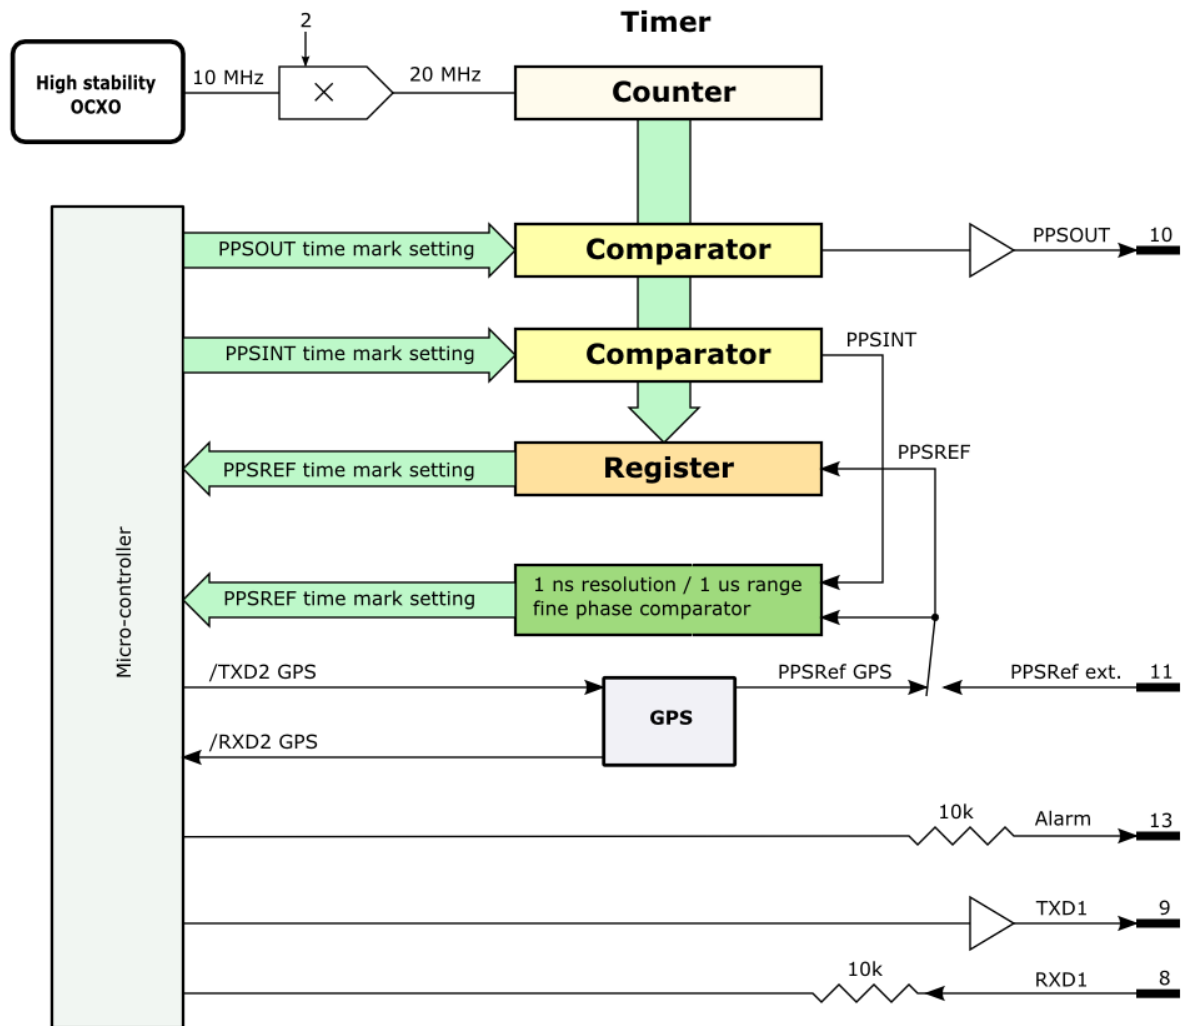 Timer
2
High stability
OCXO
10 MHz
20 MHz
Counter
PPSOUT time mark setting
Comparator
PPSOUT
10
PPSINT time mark setting
Comparator
PPSINT
PPSREF time mark setting
Register
PPSREF
Micro-controller
PPSREF time mark setting
1 ns resolution / 1 us range
fine phase comparator
/TXD2 GPS
GPS
PPSRef GPS
PPSRef ext.
11
/RXD2 GPS
10k
Alarm
13
TXD1
9
10k
RXD1
8